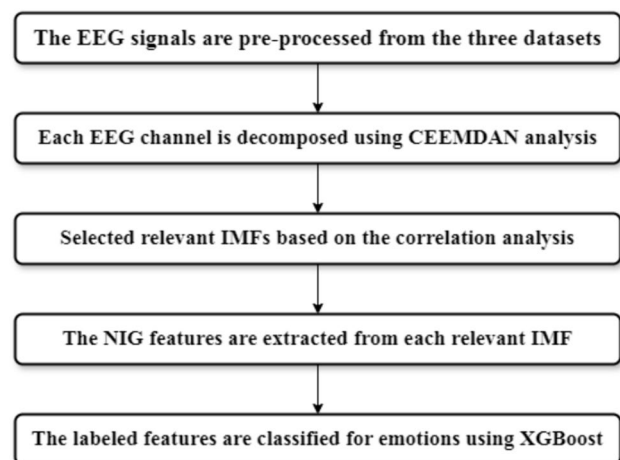 The EEG signals are pre-processed from the three datasets
Each EEG channel is decomposed using CEEMDAN analysis
Selected relevant IMFs based on the correlation analysis
The NIG features are extracted from each relevant IMF
The labeled features are classified for emotions using XGBoost